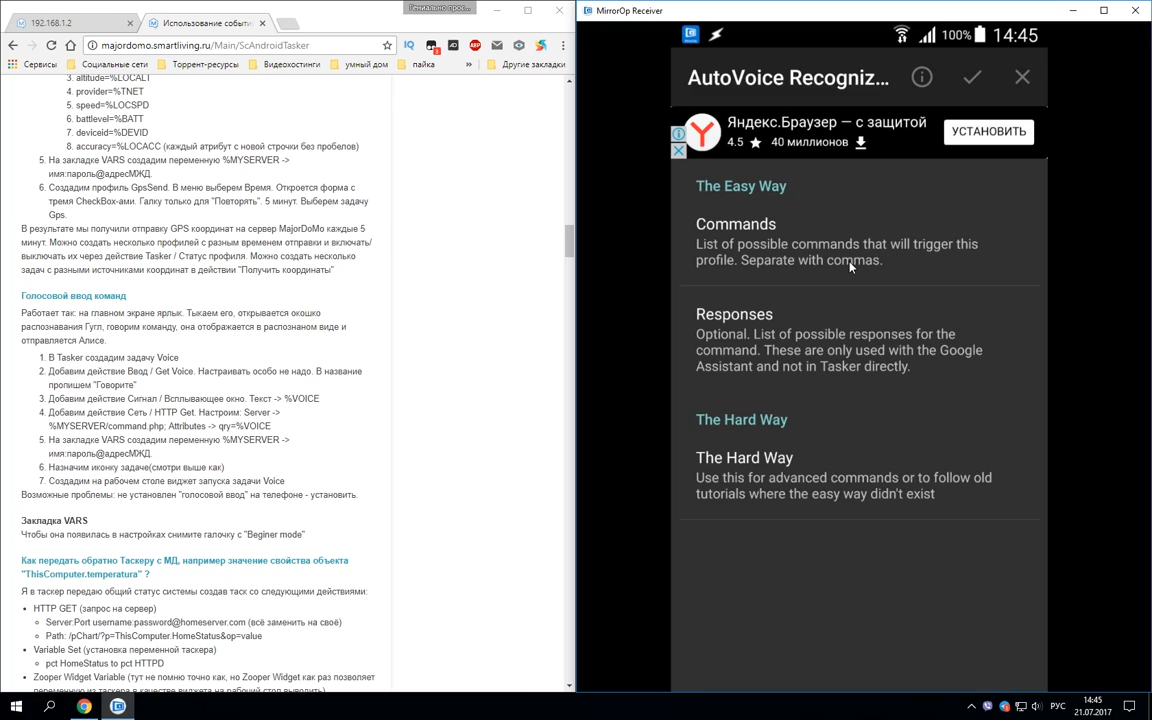 Гениально прос...
192.168.1.2
Использование событи
majordomo.smartliving.ru/Main/ScAndroidTasker
Сервисы
Социальные сети
Торрент-ресурсы
Видеохостинги
умный дом
пайка
»
Другие закладки
3. altitude=%LOCALT
4. provider=%TNET
5. speed=%LOCSPD
6. battlevel=%BATT
7. deviceid=%DEVID
8. accuracy=%LOCACC (каждый атрибут с новой строчки без пробелов)
5. На закладке VARS создадим переменную %MYSERVER ->
имя:пароль@адресМЖД.
6. Создадим профиль GpsSend. В меню выберем Время. Откроется форма с
тремя CheckBox-ами. Галку только для "Повторять". 5 минут. Выберем задачу
Gps.
В результате мы получили отправку GPS координат на сервер MajorDoMo каждые 5
минут. Можно создать несколько профилей с разным временем отправки и включать/
выключать их через действие Tasker / Статус профиля. Можно создать несколько
задач с разными источниками координат в действии "Получить координаты"
Голосовой ввод команд
Работает так: на главном экране ярлык. Тыкаем его, открывается окошко
распознавания Гугл, говорим команду, она отображается в распознаном виде и
отправляется Алисе.
1. В Tasker создадим задачу Voice
2. Добавим действие Ввод / Get Voice. Настраивать особо не надо. В название
пропишем "Говорите"
3. Добавим действие Сигнал / Всплывающее окно. Текст -> %VOICE
4. Добавим действие Сеть / HTTP Get. Настроим: Server ->
%MYSERVER/command.php; Attributes -> qry=%VOICE
5. На закладке VARS создадим переменную %MYSERVER ->
имя:пароль@адресМЖД.
6. Назначим иконку задаче(смотри выше как)
7. Создадим на рабочем столе виджет запуска задачи Voice
Возможные проблемы: не установлен "голосовой ввод" на телефоне - установить.
Закладка VARS
Чтобы она появилась в настройках снимите галочку с "Beginer mode"
Как передать обратно Таскеру с МД, например значение свойства объекта
"ThisComputer.temperatura" ?
Я в таскер передаю общий статус системы создав таск со следующими действиями:
HTTP GET (запрос на сервер)
Server:Port username:password@homeserver.com (всё заменить на своё)
Path: /pChart/?p=ThisComputer.HomeStatus&op=value
Variable Set (установка переменной таскера)
pct HomeStatus to pct HTTPD
Zooper Widget Variable (тут не помню точно как, но Zooper Widget как раз позволяет
переменную из таскера в качестве виджета на рабочий стол выводить)
MirrorOp Receiver
100% 14:45
AutoVoice Recogniz...
Яндекс.Браузер — с защитой
4.5 ★ 40 миллионов
УСТАНОВИТЬ
The Easy Way
Commands
List of possible commands that will trigger this
profile. Separate with commas.
Responses
Optional. List of possible responses for the
command. These are only used with the Google
Assistant and not in Tasker directly.
The Hard Way
The Hard Way
Use this for advanced commands or to follow old
tutorials where the easy way didn't exist
РУС
14:45
21.07.2017